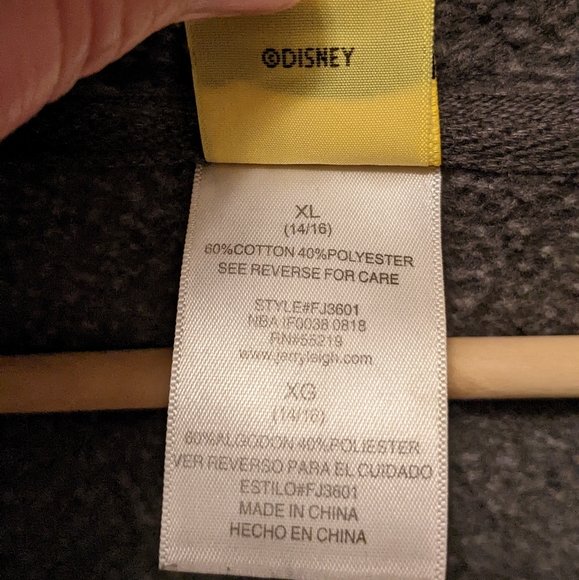 ©DISNEY
XL
(14/16)
60%COTTON 40%POLYESTER
SEE REVERSE FOR CARE
STYLE#FJ3601
NBA IF0038 0818
RN#55219
www.jerryleigh.com
XG
(14/16)
60%ALGODON 40%POLIESTER
VER REVERSO PARA EL CUIDADO
ESTILO#FJ3601
MADE IN CHINA
HECHO EN CHINA